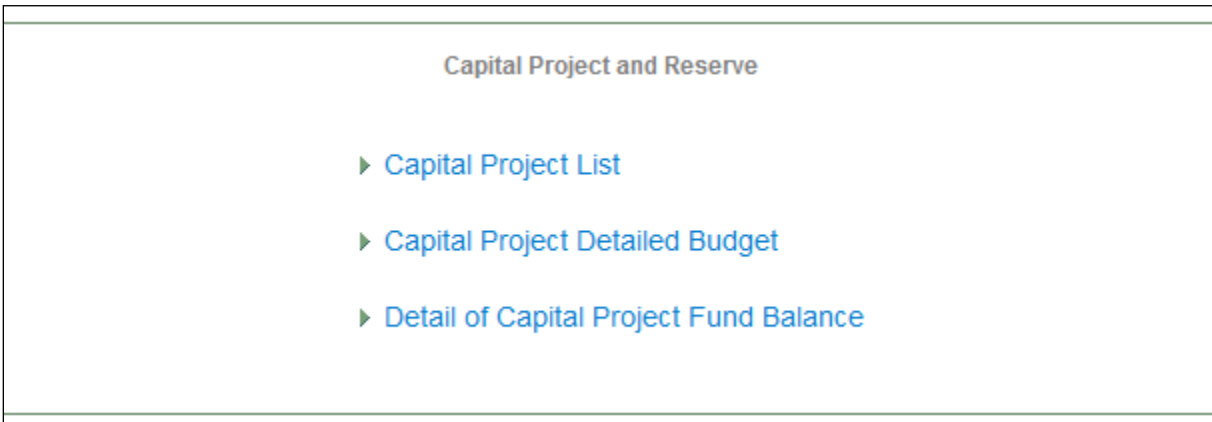 Capital Project and Reserve
Capital Project List
Capital Project Detailed Budget
Detail of Capital Project Fund Balance